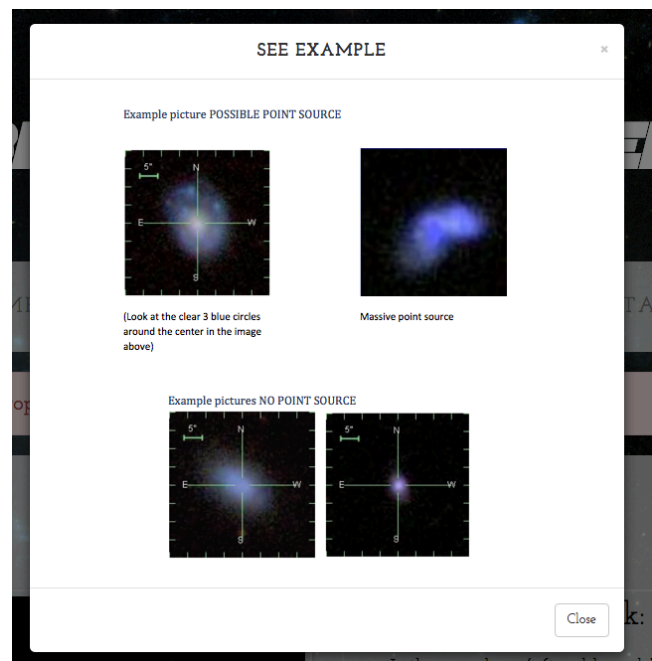 SEE EXAMPLE
×
Example picture POSSIBLE POINT SOURCE
5"
N
E
W
S
(Look at the clear 3 blue circles
around the center in the image
above)
Massive point source
Example pictures NO POINT SOURCE
5"
N
E
W
S
5"
N
E
W
S
Close
k: